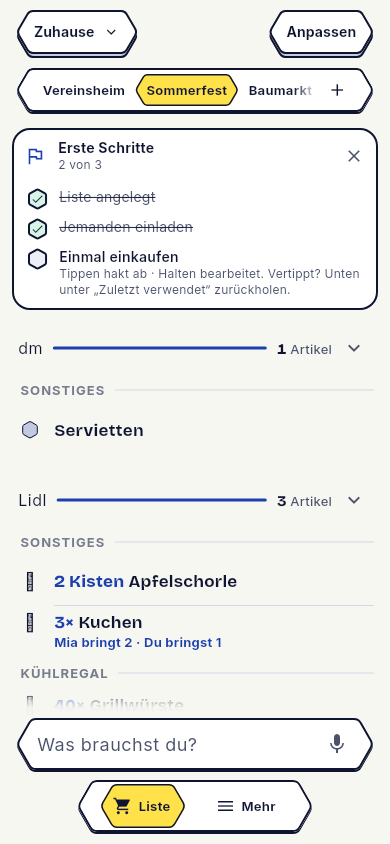 Zuhause
Anpassen
Vereinsheim
Sommerfest
Baumarkt
Erste Schritte
2 von 3
Liste angelegt
Jemanden einladen
Einmal einkaufen
Tippen hakt ab · Halten bearbeitet. Vertippt? Unten
unter „Zuletzt verwendet“ zurückholen.
dm
1 Artikel
SONSTIGES
Servietten
Lidl
3 Artikel
SONSTIGES
2 Kisten Apfelschorle
3× Kuchen
Mia bringt 2 · Du bringst 1
KÜHLREGAL
40× Grillwürste
Was brauchst du?
Liste
Mehr